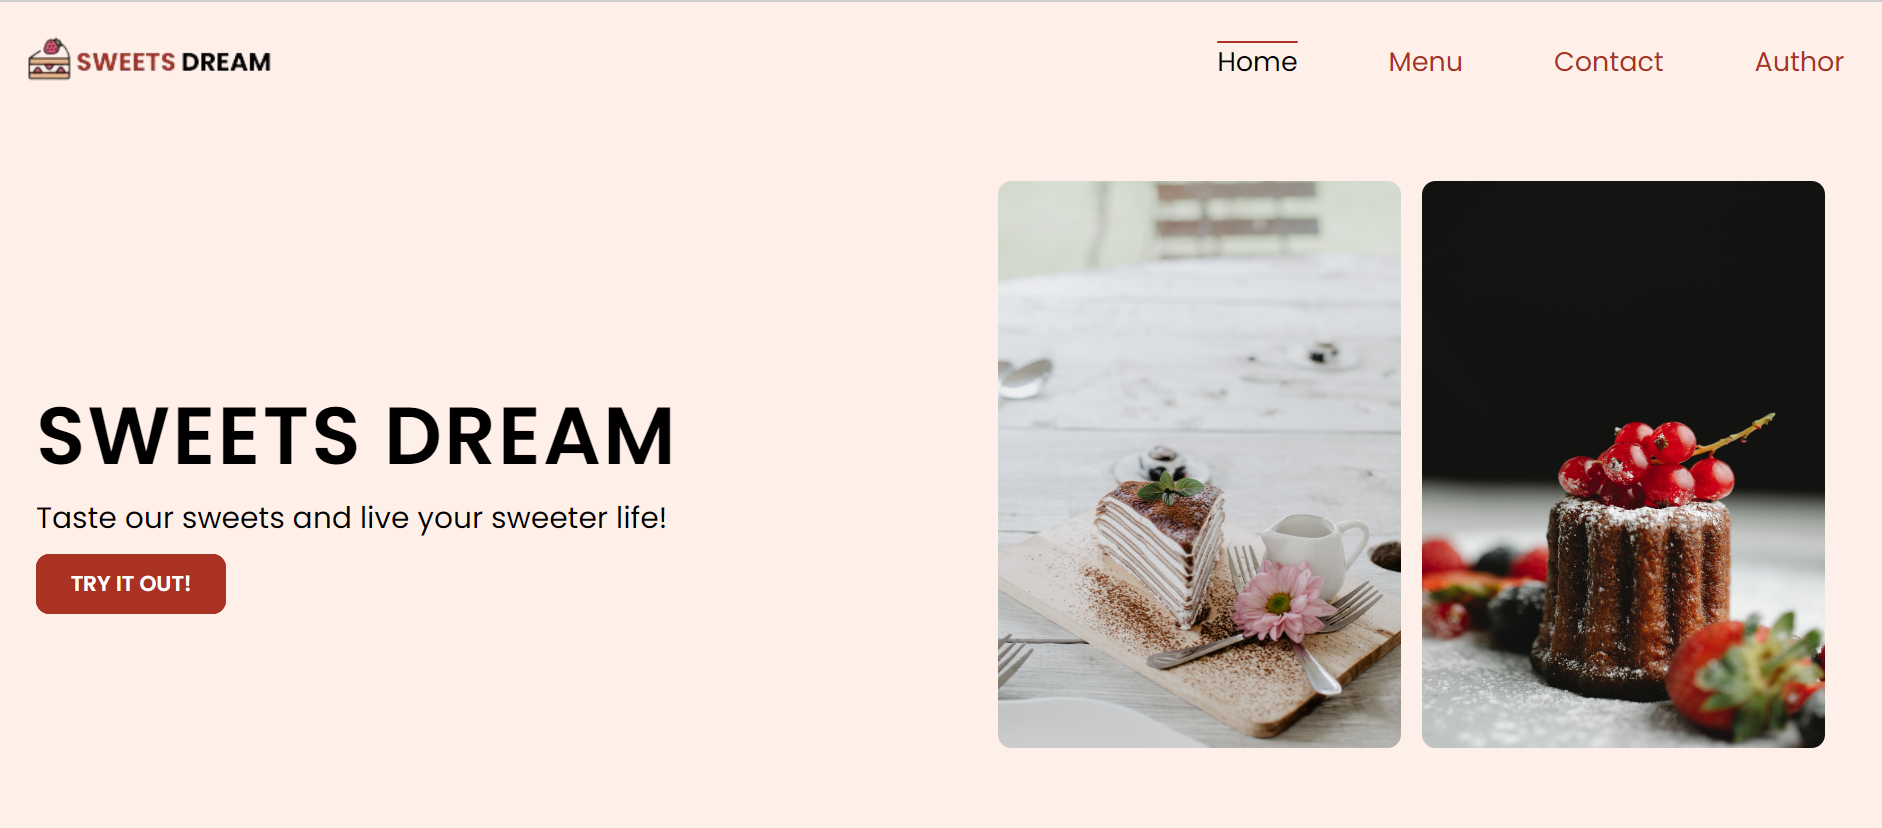 SWEETS DREAM
Home Menu Contact Author
SWEETS DREAM
Taste our sweets and live your sweeter life!
TRY IT OUT!